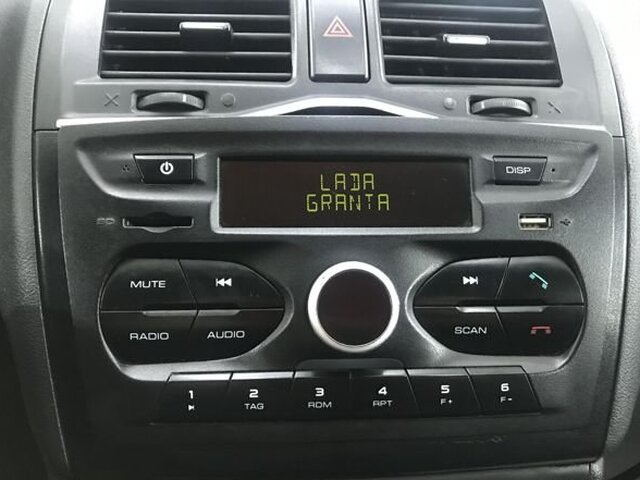 LADA
GRANTA
DISP
SD
MUTE
SCAN
RADIO
AUDIO
1
2
3
4
5
6
TAG
RDM
RPT
F+
F-